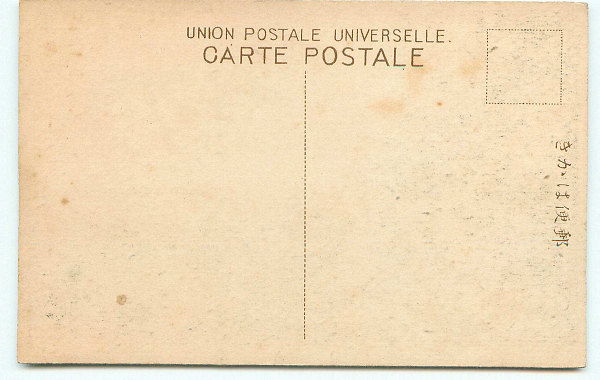 UNION POSTALE UNIVERSELLE.
CARTE POSTALE
郵便はかき